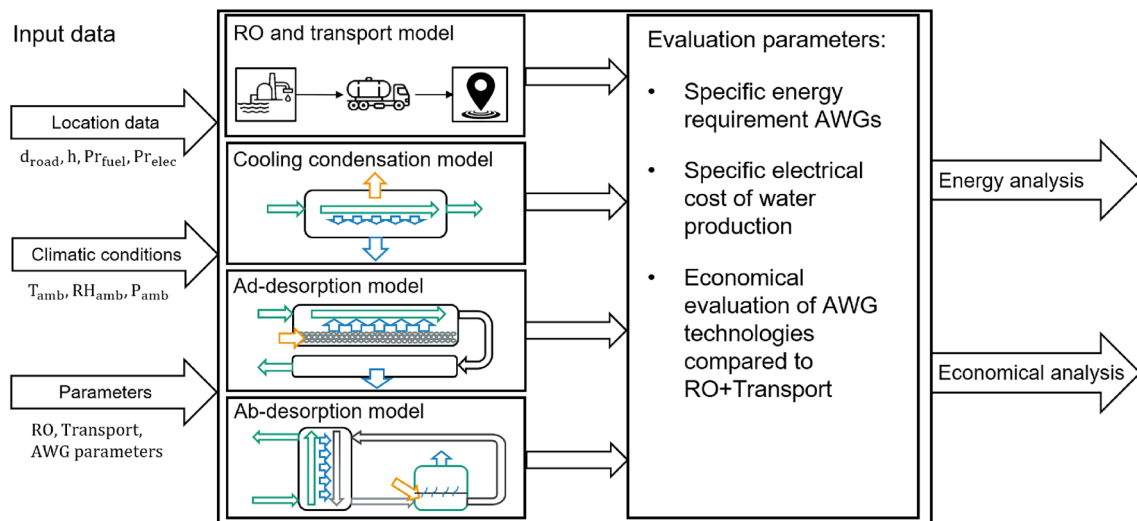 Input data
Location data
d_road, h, Pr_fuel, Pr_elec
Climatic conditions
T_amb, RH_amb, P_amb
Parameters
RO, Transport,
AWG parameters
RO and transport model
Cooling condensation model
Ad-desorption model
Ab-desorption model
Evaluation parameters:
• Specific energy
requirement AWGs
• Specific electrical
cost of water
production
• Economical
evaluation of AWG
technologies
compared to
RO+Transport
Energy analysis
Economical analysis